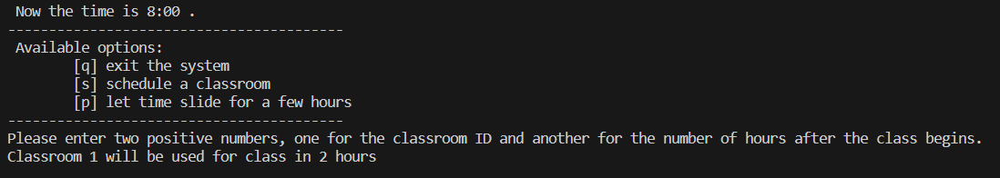 Now the time is 8:00 .
-----------------------------------------
Available options:
[q] exit the system
[s] schedule a classroom
[p] let time slide for a few hours
-----------------------------------------
Please enter two positive numbers, one for the classroom ID and another for the number of hours after the class begins.
Classroom 1 will be used for class in 2 hours